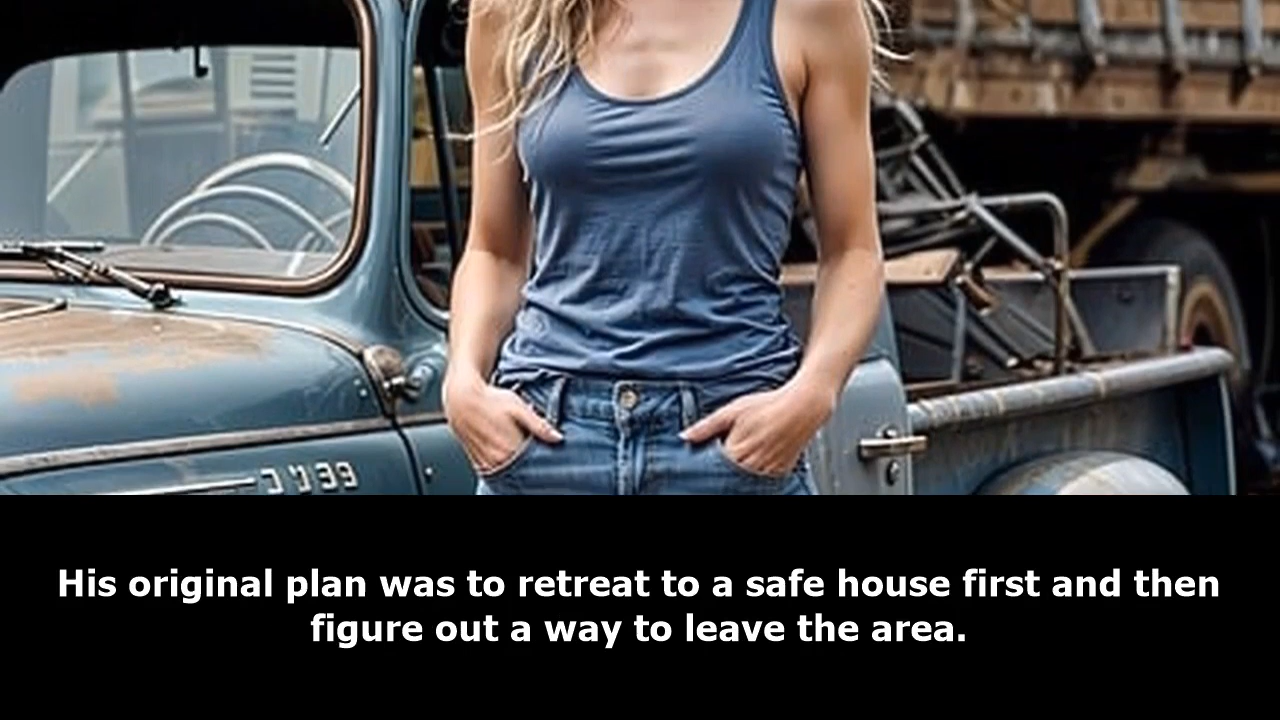 His original plan was to retreat to a safe house first and then
figure out a way to leave the area.